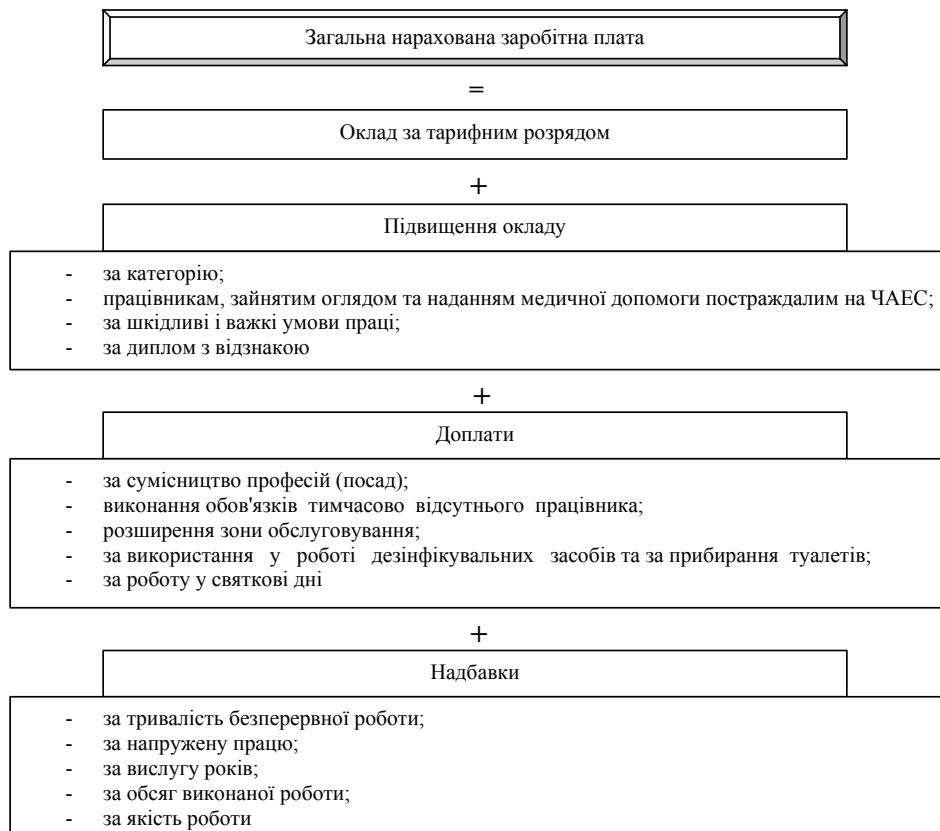 Загальна нарахована заробітна плата
=
Оклад за тарифним розрядом
+
Підвищення окладу
- за категорію;
- працівникам, зайнятим оглядом та наданням медичної допомоги постраждалим на ЧАЕС;
- за шкідливі і важкі умови праці;
- за диплом з відзнакою
+
Доплати
- за сумісництво професій (посад);
- виконання обов'язків тимчасово відсутнього працівника;
- розширення зони обслуговування;
- за використання у роботі дезінфікувальних засобів та за прибирання туалетів;
- за роботу у святкові дні
+
Надбавки
- за тривалість безперервної роботи;
- за напружену працю;
- за вислугу років;
- за обсяг виконаної роботи;
- за якість роботи